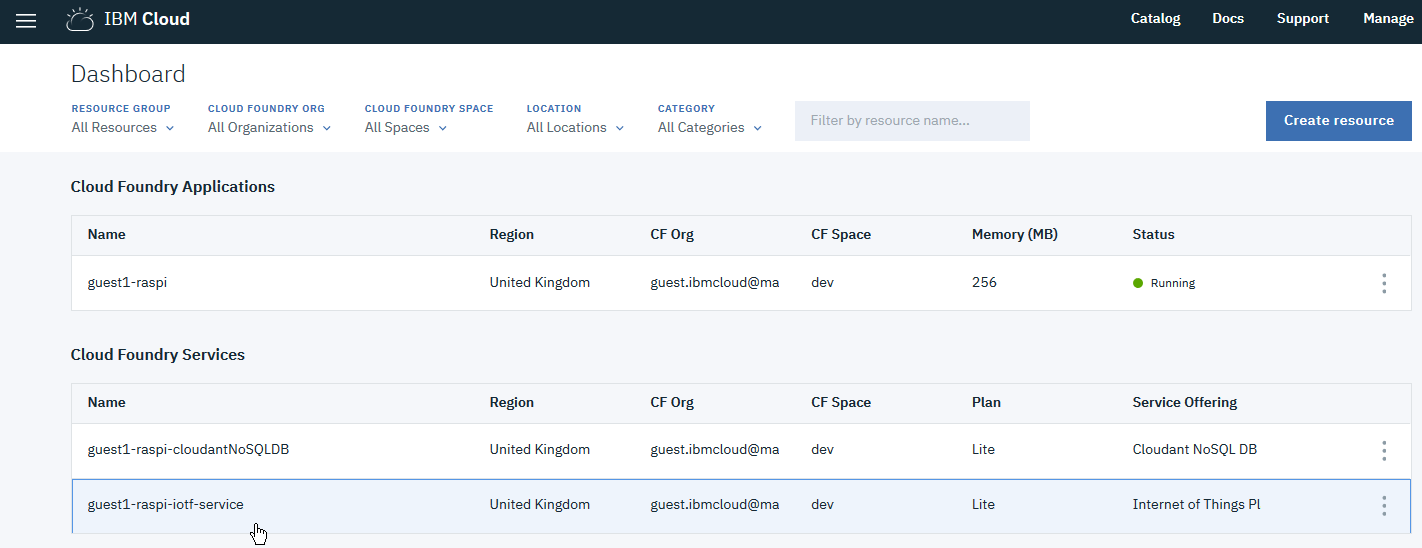 IBM Cloud Catalog Docs Support Manage
Dashboard
RESOURCE GROUP CLOUD FOUNDRY ORG CLOUD FOUNDRY SPACE LOCATION CATEGORY
All Resources All Organizations All Spaces All Locations All Categories Filter by resource name... Create resource
Cloud Foundry Applications
Name Region CF Org CF Space Memory (MB) Status
guest1-raspi United Kingdom guest.ibmcloud@ma dev 256 Running
Cloud Foundry Services
Name Region CF Org CF Space Plan Service Offering
guest1-raspi-cloudantNoSQLDB United Kingdom guest.ibmcloud@ma dev Lite Cloudant NoSQL DB
guest1-raspi-iotf-service United Kingdom guest.ibmcloud@ma dev Lite Internet of Things Pl